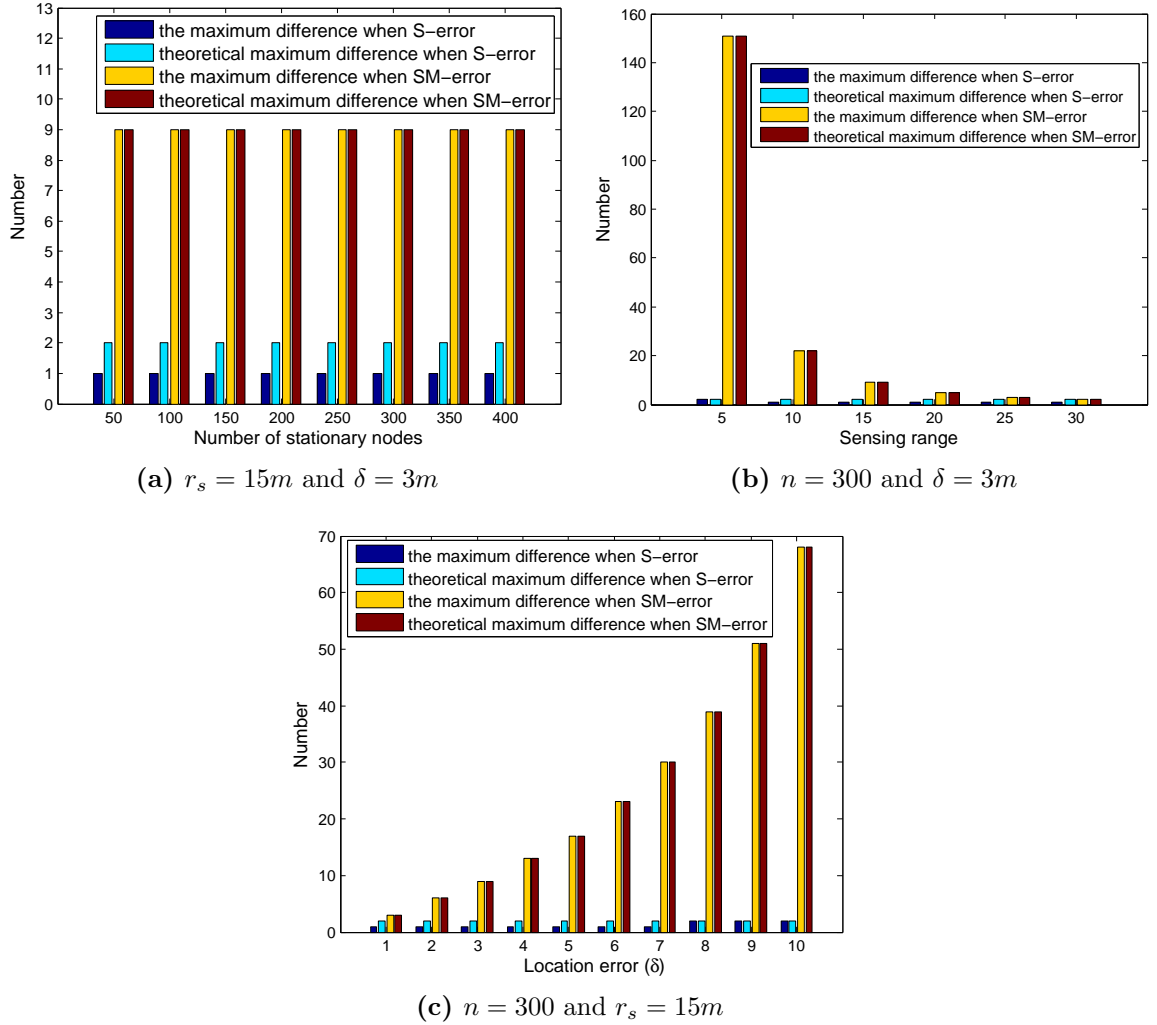 13
12
11
10
9
8
7
6
5
4
3
2
1
0
Number
the maximum difference when S−error
theoretical maximum difference when S−error
the maximum difference when SM−error
theoretical maximum difference when SM−error
50 100 150 200 250 300 350 400
Number of stationary nodes
(a) r_s = 15m and δ = 3m
160
140
120
100
80
60
40
20
0
Number
the maximum difference when S−error
theoretical maximum difference when S−error
the maximum difference when SM−error
theoretical maximum difference when SM−error
5 10 15 20 25 30
Sensing range
(b) n = 300 and δ = 3m
70
60
50
40
30
20
10
0
Number
the maximum difference when S−error
theoretical maximum difference when S−error
the maximum difference when SM−error
theoretical maximum difference when SM−error
1 2 3 4 5 6 7 8 9 10
Location error (δ)
(c) n = 300 and r_s = 15m